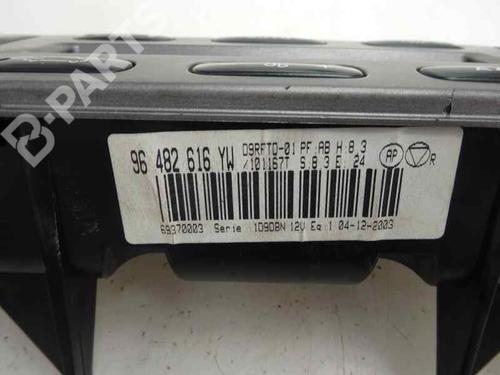 B-PARTS
96 482 616 YW
D9RFTD-01 PF:AB H:8.3
/101167T S:8.3 E: 24
AP
R
69370003 Serie : 1D9DBN 12V Eq:1 04-12-2003